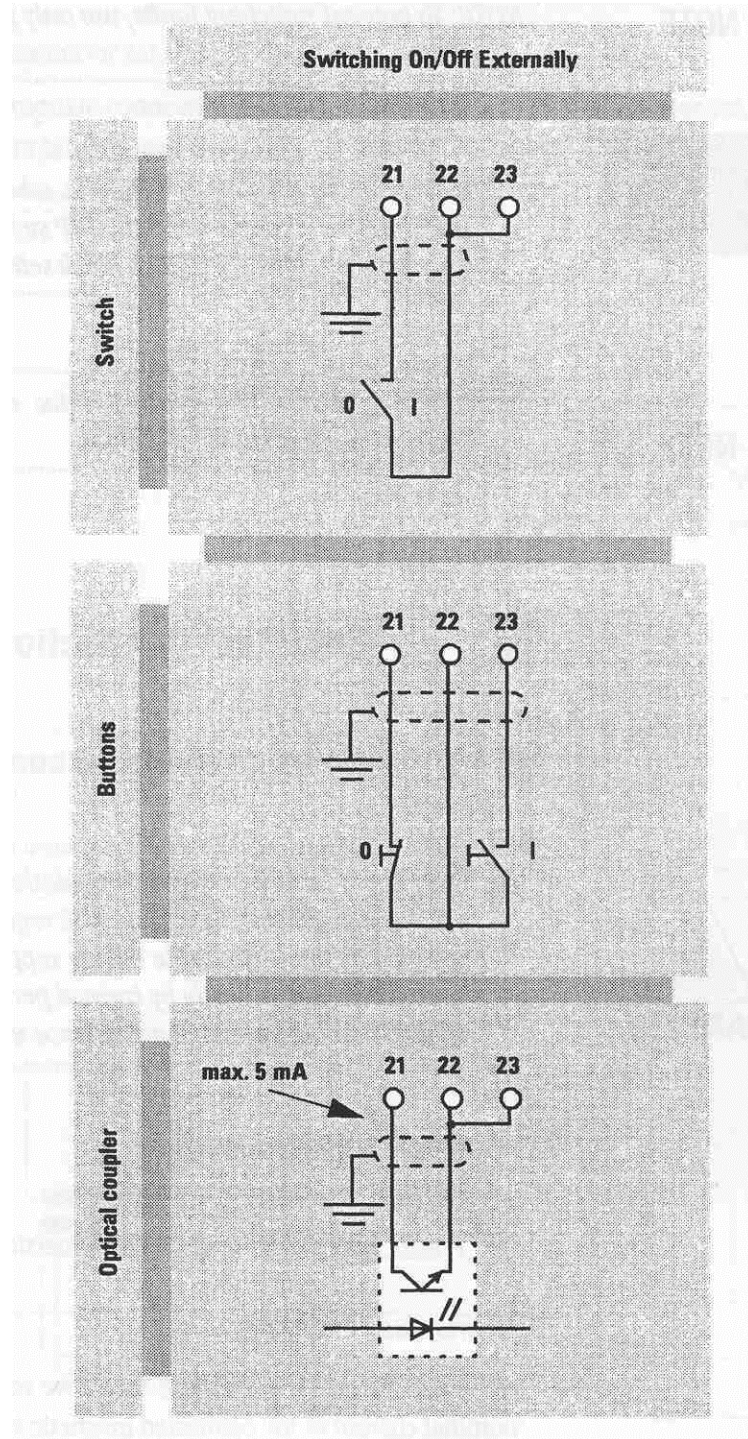 Switching On/Off Externally
Switch
21 22 23
0 I
Buttons
21 22 23
0 I
Optical coupler
max. 5 mA
21 22 23